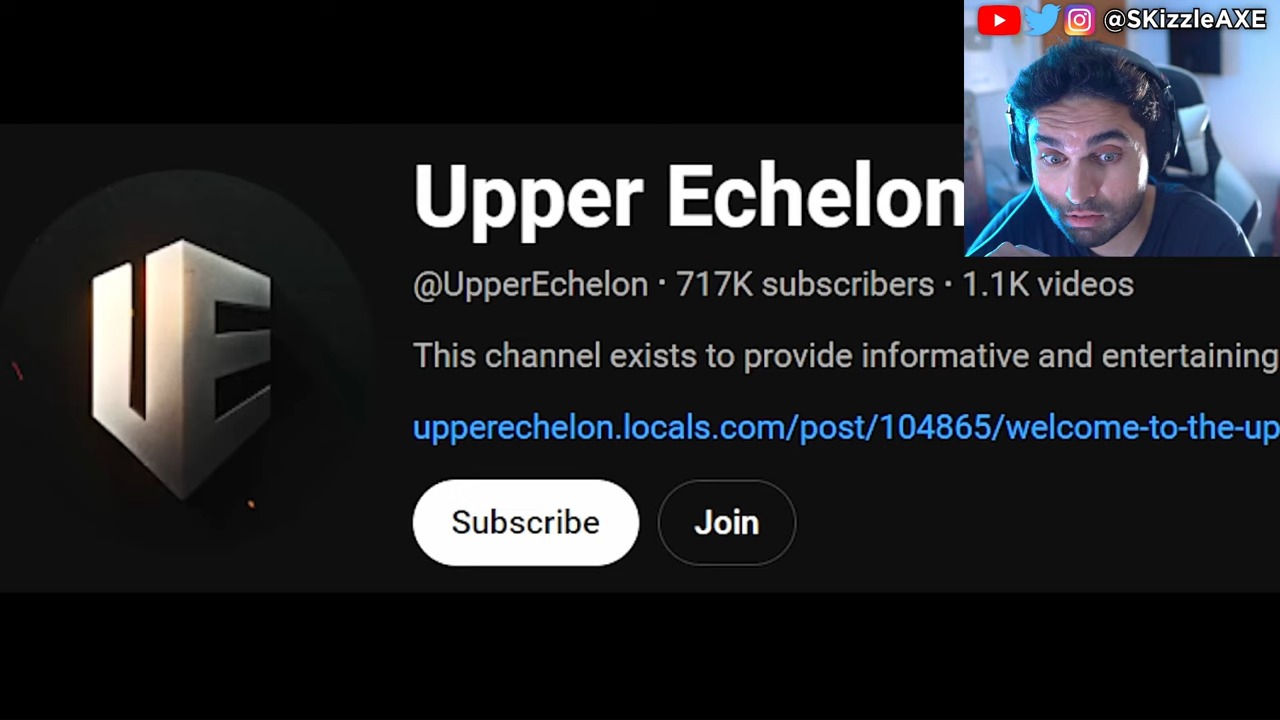 @SKizzleAXE
Upper Echelon
@UpperEchelon · 717K subscribers · 1.1K videos
This channel exists to provide informative and entertaining
upperechelon.locals.com/post/104865/welcome-to-the-up
Subscribe
Join
UE